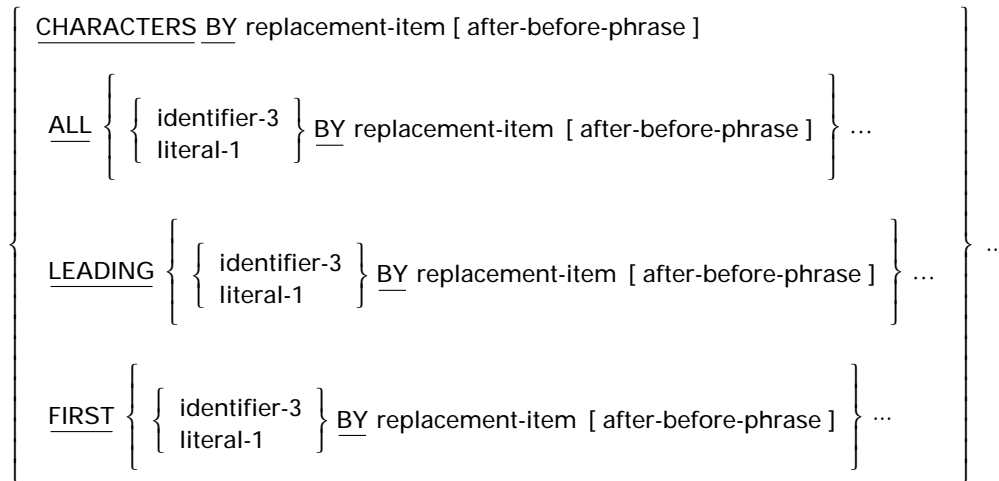 CHARACTERS BY replacement-item [ after-before-phrase ]
ALL { { identifier-3
literal-1 } BY replacement-item [ after-before-phrase ] } ...
LEADING { { identifier-3
literal-1 } BY replacement-item [ after-before-phrase ] } ...
FIRST { { identifier-3
literal-1 } BY replacement-item [ after-before-phrase ] } ...
..